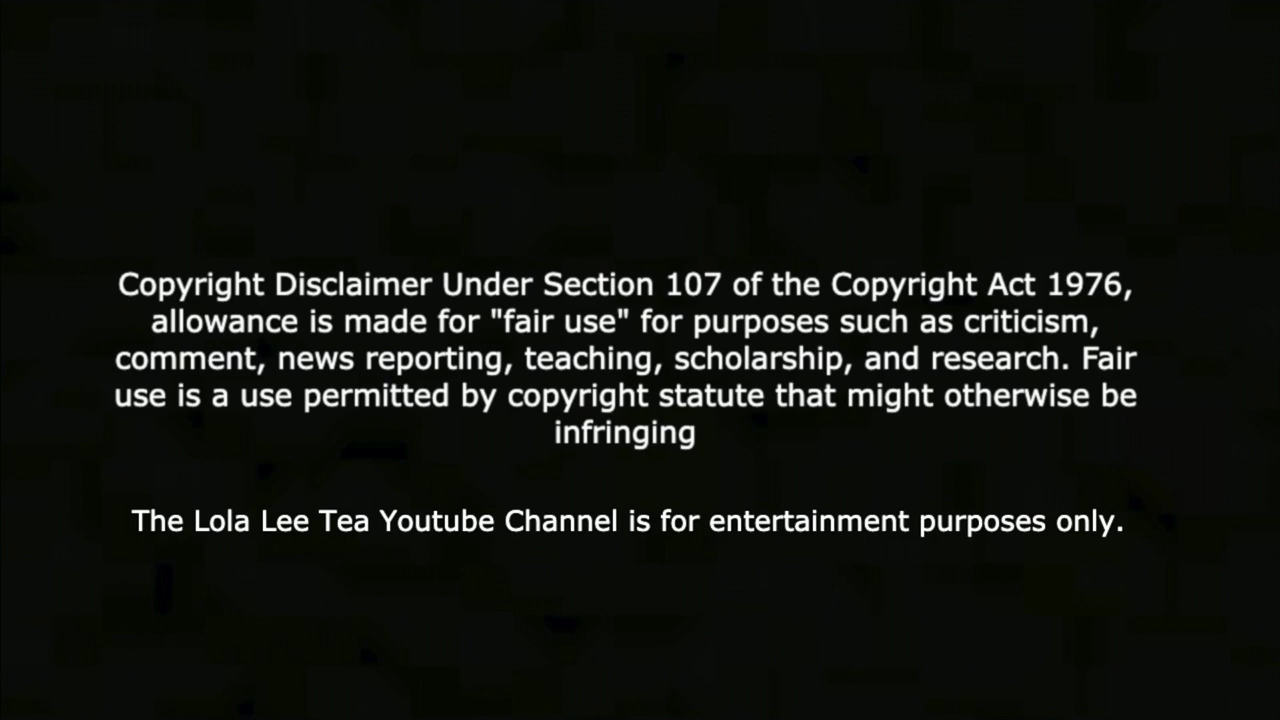 Copyright Disclaimer Under Section 107 of the Copyright Act 1976,
allowance is made for "fair use" for purposes such as criticism,
comment, news reporting, teaching, scholarship, and research. Fair
use is a use permitted by copyright statute that might otherwise be
infringing
The Lola Lee Tea Youtube Channel is for entertainment purposes only.